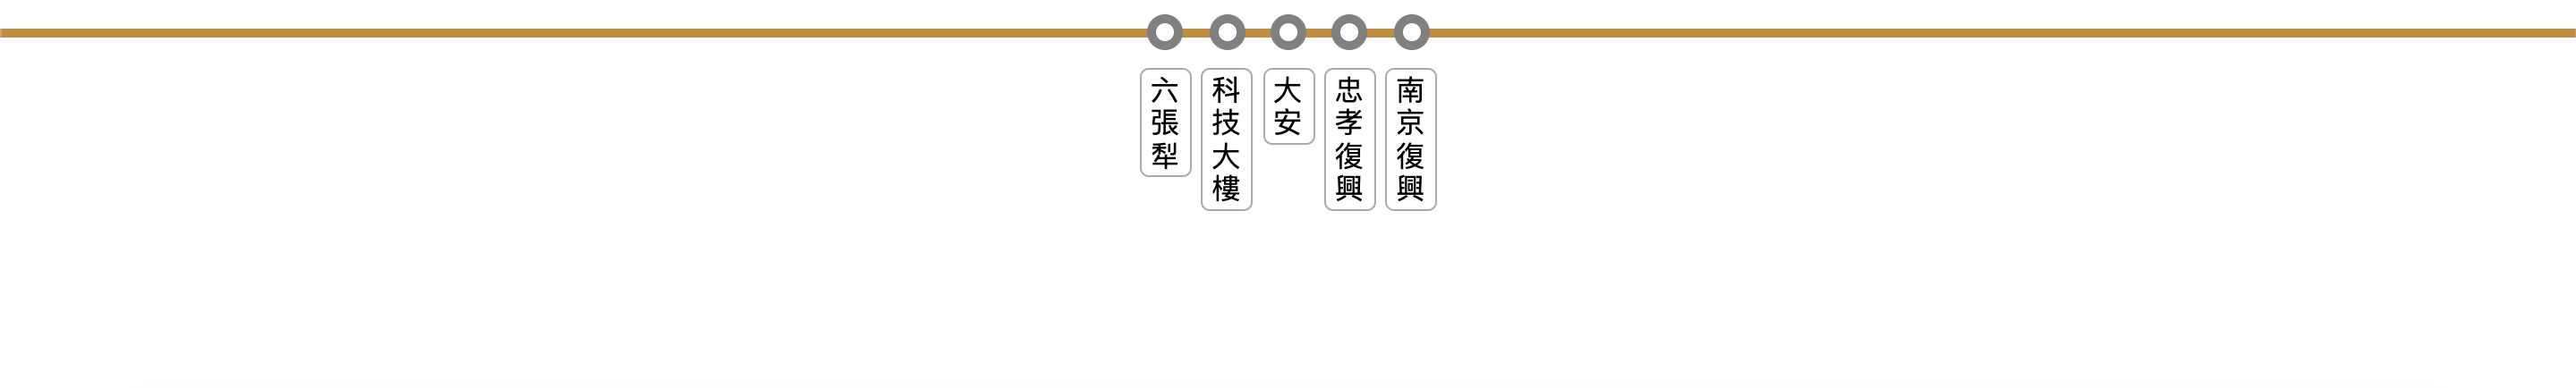 六張犁
科技大樓
大安
忠孝復興
南京復興